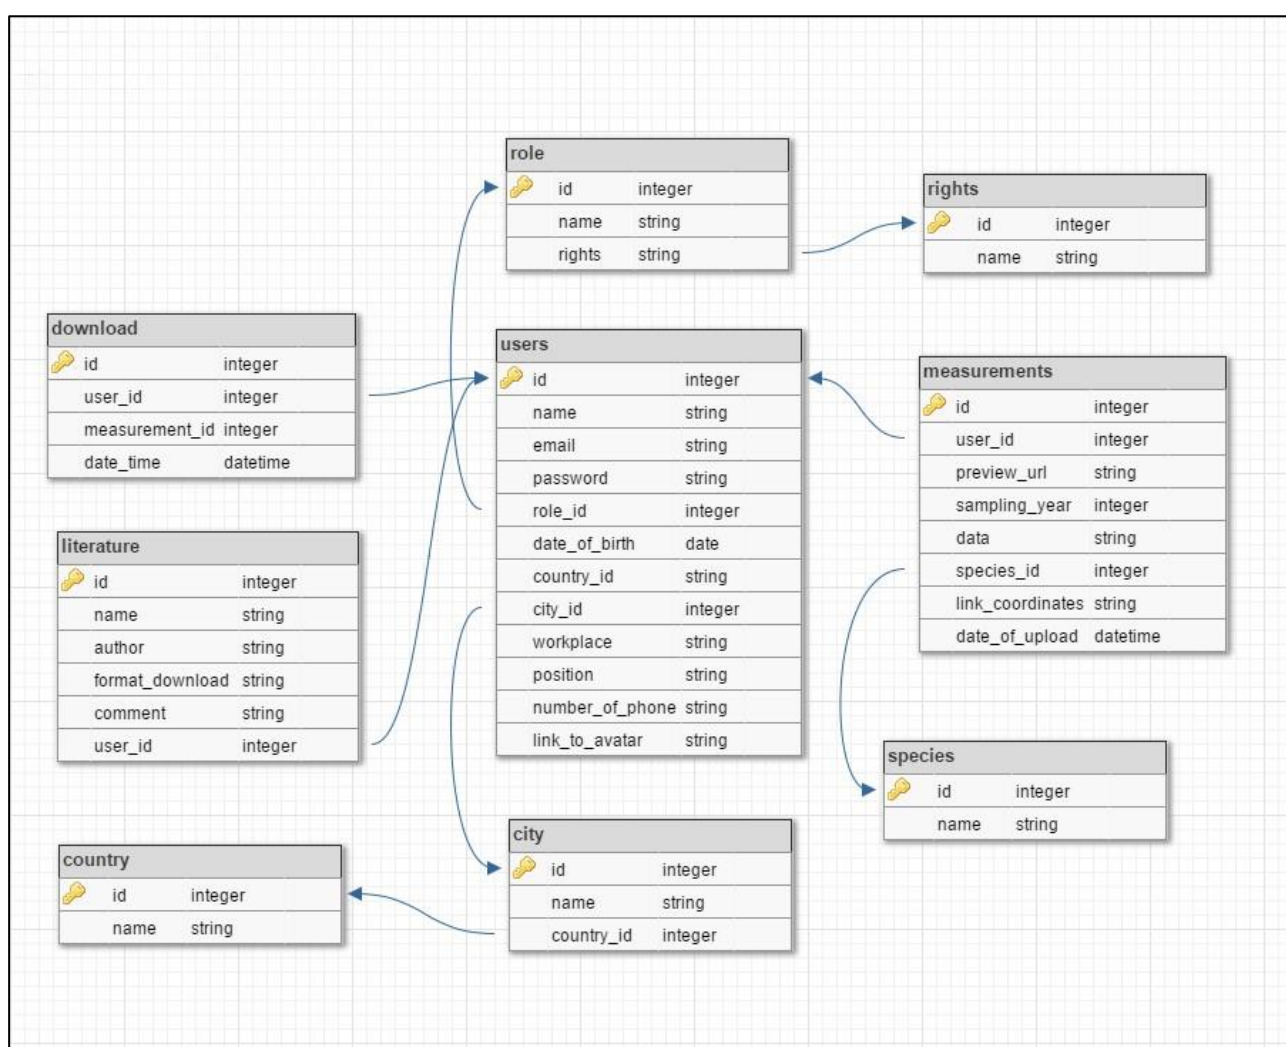 role
id integer
name string
rights string
rights
id integer
name string
download
id integer
user_id integer
measurement_id integer
date_time datetime
users
id integer
name string
email string
password string
role_id integer
date_of_birth date
country_id string
city_id integer
workplace string
position string
number_of_phone string
link_to_avatar string
measurements
id integer
user_id integer
preview_url string
sampling_year integer
data string
species_id integer
link_coordinates string
date_of_upload datetime
literature
id integer
name string
author string
format_download string
comment string
user_id integer
species
id integer
name string
country
id integer
name string
city
id integer
name string
country_id integer